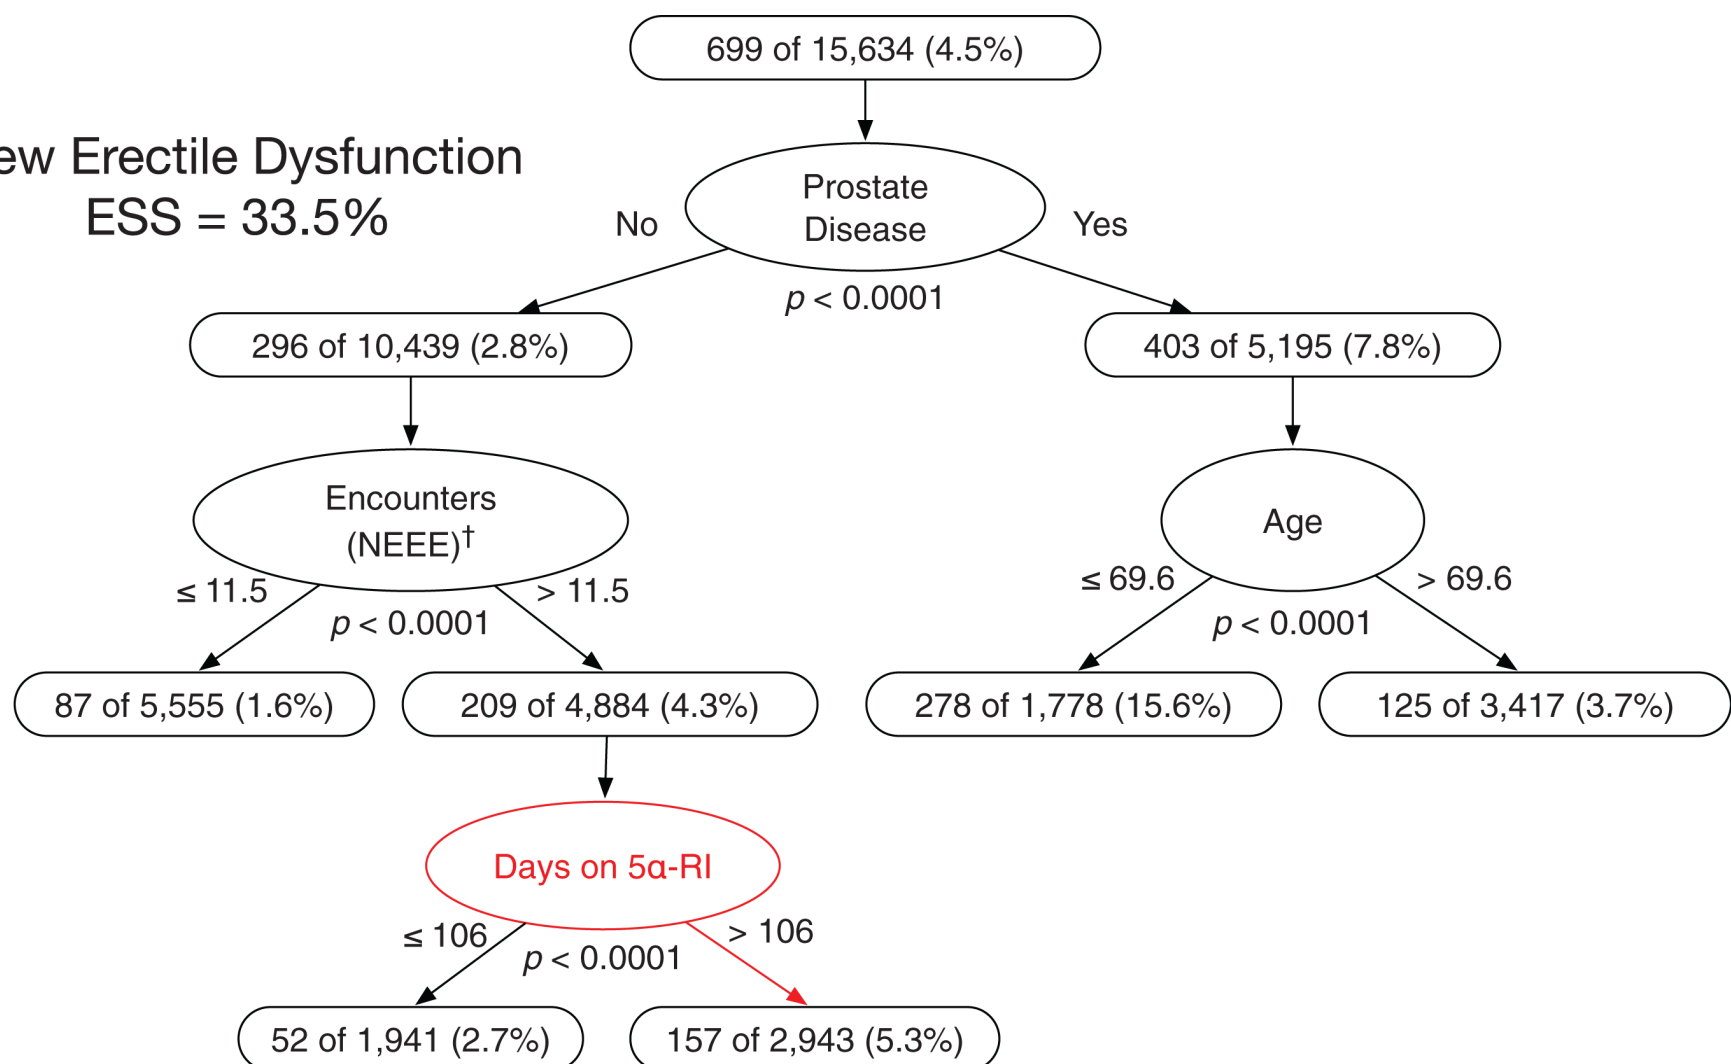 699 of 15,634 (4.5%)
ew Erectile Dysfunction
ESS = 33.5%
Prostate
Disease
No
Yes
p < 0.0001
296 of 10,439 (2.8%)
403 of 5,195 (7.8%)
Encounters
(NEEE)†
Age
≤ 11.5
> 11.5
p < 0.0001
≤ 69.6
> 69.6
p < 0.0001
87 of 5,555 (1.6%)
209 of 4,884 (4.3%)
278 of 1,778 (15.6%)
125 of 3,417 (3.7%)
Days on 5α-RI
≤ 106
> 106
p < 0.0001
52 of 1,941 (2.7%)
157 of 2,943 (5.3%)